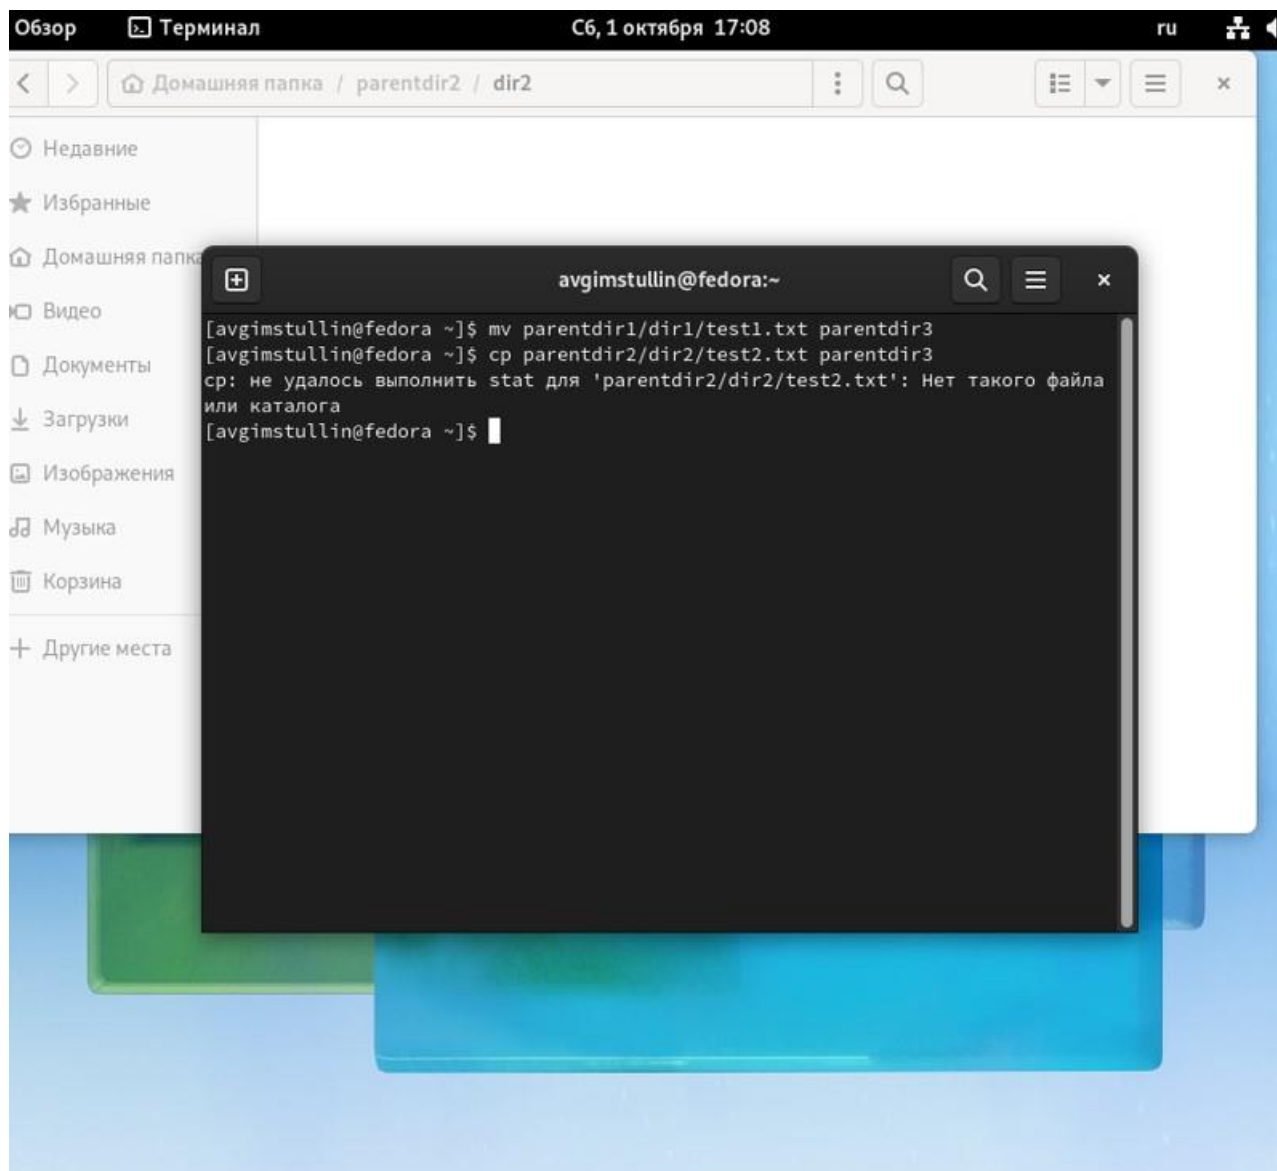 Обзор Терминал Сб, 1 октября 17:08 ru
Домашняя папка / parentdir2 / dir2
Недавние
Избранные
Домашняя папка
Видео
Документы
Загрузки
Изображения
Музыка
Корзина
Другие места
avgimstullin@fedora:~
[avgimstullin@fedora ~]$ mv parentdir1/dir1/test1.txt parentdir3
[avgimstullin@fedora ~]$ cp parentdir2/dir2/test2.txt parentdir3
cp: не удалось выполнить stat для 'parentdir2/dir2/test2.txt': Нет такого файла
или каталога
[avgimstullin@fedora ~]$